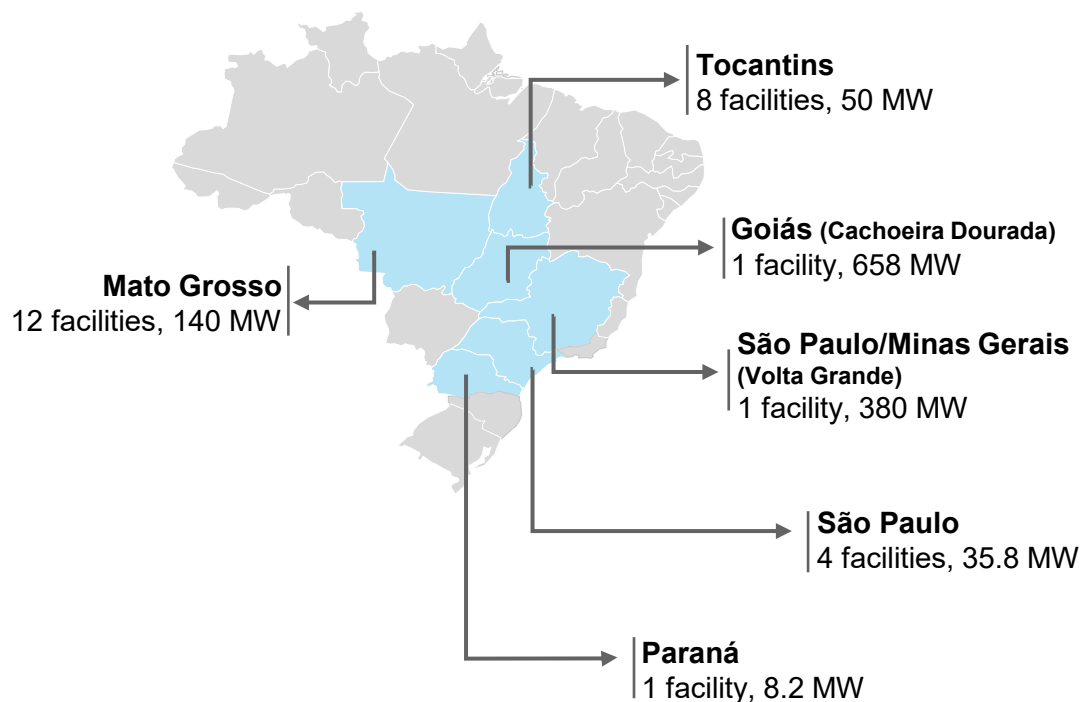 Tocantins
8 facilities, 50 MW
Goiás (Cachoeira Dourada)
1 facility, 658 MW
Mato Grosso
12 facilities, 140 MW
São Paulo/Minas Gerais
(Volta Grande)
1 facility, 380 MW
São Paulo
4 facilities, 35.8 MW
Paraná
1 facility, 8.2 MW